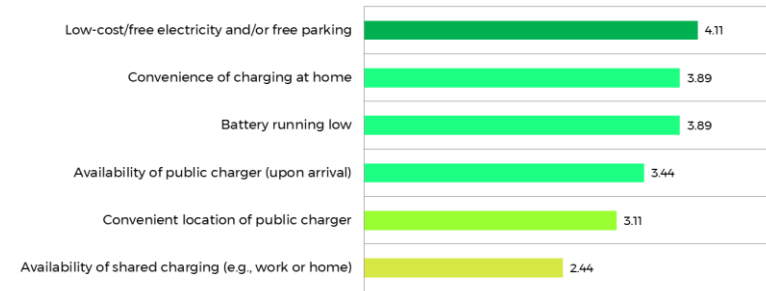 Low-cost/free electricity and/or free parking 4.11
Convenience of charging at home 3.89
Battery running low 3.89
Availability of public charger (upon arrival) 3.44
Convenient location of public charger 3.11
Availability of shared charging (e.g., work or home) 2.44